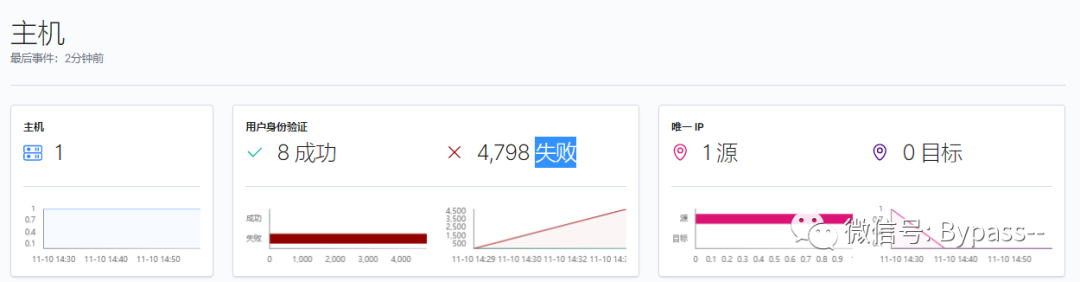 主机
最后事件：2分钟前
主机
1
用户身份验证
8 成功
4,798 失败
唯一 IP
1 源
0 目标
1
0.7
0.4
0.1
11-10 14:30 11-10 14:40 11-10 14:50
成功
失败
0 1,000 2,000 3,000 4,000
4,500
3,500
2,500
1,500
500
11-10 14:29 11-10 14:30 11-10 14:32 11-10 14:3
源
目标
0 0.1 0.2 0.3 0.4 0.5 0.6 0.7 0.8 0.9
1
11-10 14:30 11-10 14:40 11-10 14:50
微信号: Bypass--